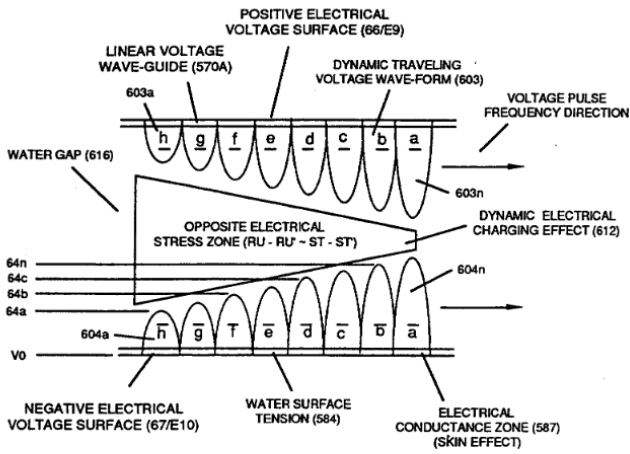 POSITIVE ELECTRICAL
VOLTAGE SURFACE (66/E9)
LINEAR VOLTAGE
WAVE-GUIDE (570A)
DYNAMIC TRAVELING
VOLTAGE WAVE-FORM (603)
603a
VOLTAGE PULSE
FREQUENCY DIRECTION
h g f e d c b a
WATER GAP (616)
603n
OPPOSITE ELECTRICAL
STRESS ZONE (RU - RU' ~ ST - ST')
DYNAMIC ELECTRICAL
CHARGING EFFECT (612)
64n
64c
64b
64a
604n
604a
h g f e d c b a
V0
NEGATIVE ELECTRICAL
VOLTAGE SURFACE (67/E10)
WATER SURFACE
TENSION (584)
ELECTRICAL
CONDUCTANCE ZONE (587)
(SKIN EFFECT)